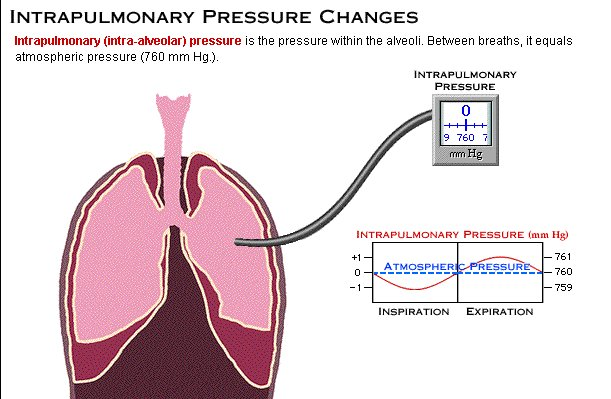 Intrapulmonary Pressure Changes
Intrapulmonary (intra-alveolar) pressure is the pressure within the alveoli. Between breaths, it equals
atmospheric pressure (760 mm Hg.).
Intrapulmonary
Pressure
0
9 760 7
mm Hg
Intrapulmonary Pressure (mm Hg)
+1 761
Atmospheric Pressure
0 760
-1 759
Inspiration Expiration